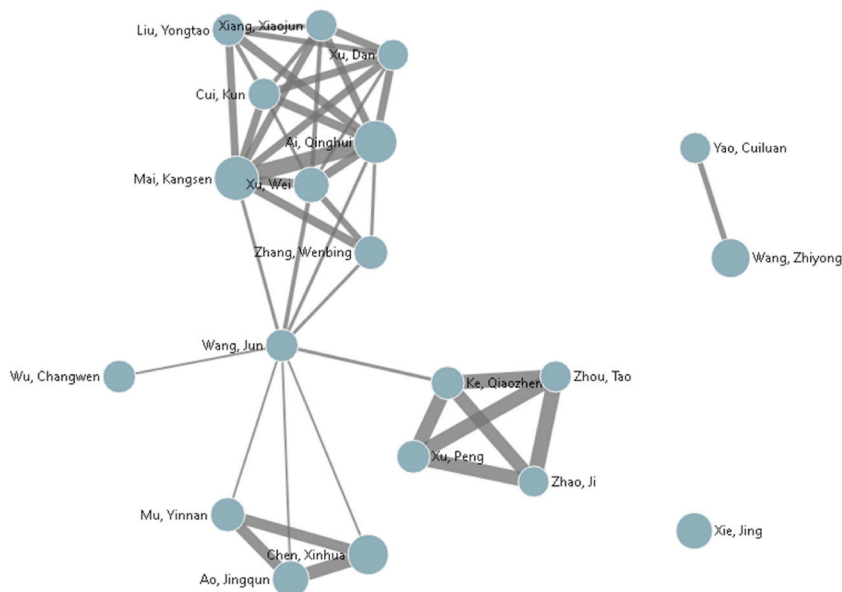 Liu, Yongtao
Xiang, Xiaojun
Xu, Dan
Cui, Kun
Ai, Qinghui
Yao, Cuiluan
Mai, Kangsen
Xu, Wei
Zhang, Wenbing
Wang, Zhiyong
Wang, Jun
Wu, Changwen
Ke, Qiaozhen
Zhou, Tao
Xu, Peng
Zhao, Ji
Mu, Yinnan
Xie, Jing
Chen, Xinhua
Ao, Jingqun